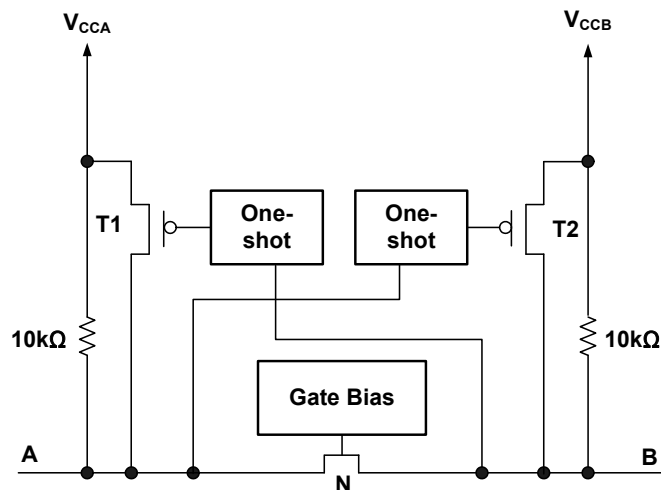 VCCA
VCCB
T1
One-
shot
One-
shot
T2
10kΩ
10kΩ
Gate Bias
A
B
N